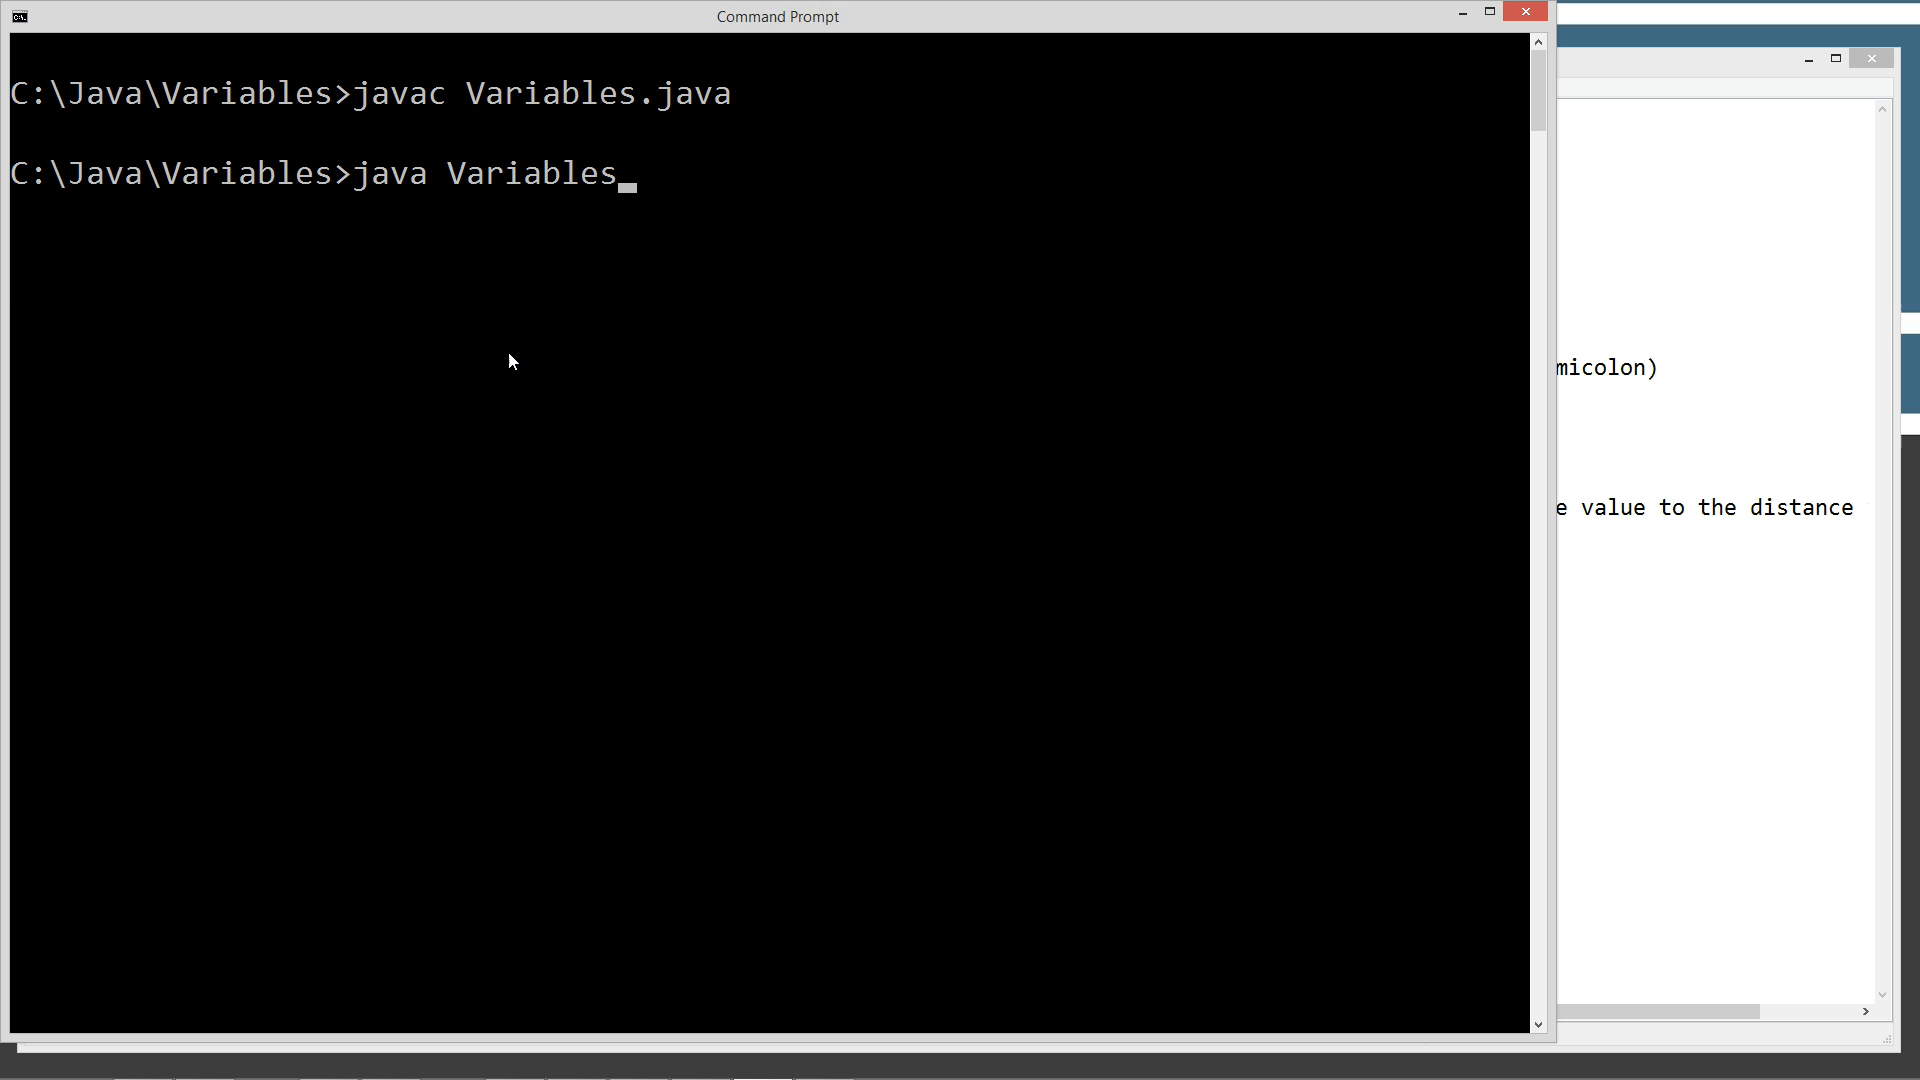 Command Prompt
C:\Java\Variables>javac Variables.java
C:\Java\Variables>java Variables
micolon)
e value to the distance